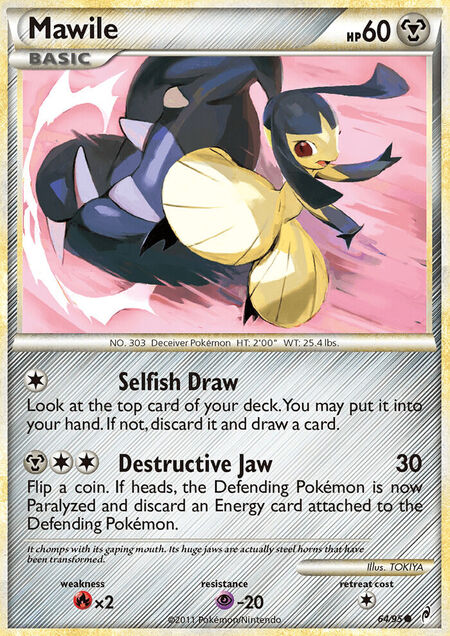 Mawile HP 60
BASIC
NO. 303 Deceiver Pokémon HT: 2'00" WT: 25.4 lbs.
Selfish Draw
Look at the top card of your deck. You may put it into
your hand. If not, discard it and draw a card.
Destructive Jaw 30
Flip a coin. If heads, the Defending Pokémon is now
Paralyzed and discard an Energy card attached to the
Defending Pokémon.
It chomps with its gaping mouth. Its huge jaws are actually steel horns that have
been transformed.
Illus. TOKIYA
weakness resistance retreat cost
×2 -20
©2011 Pokémon/Nintendo 64/95